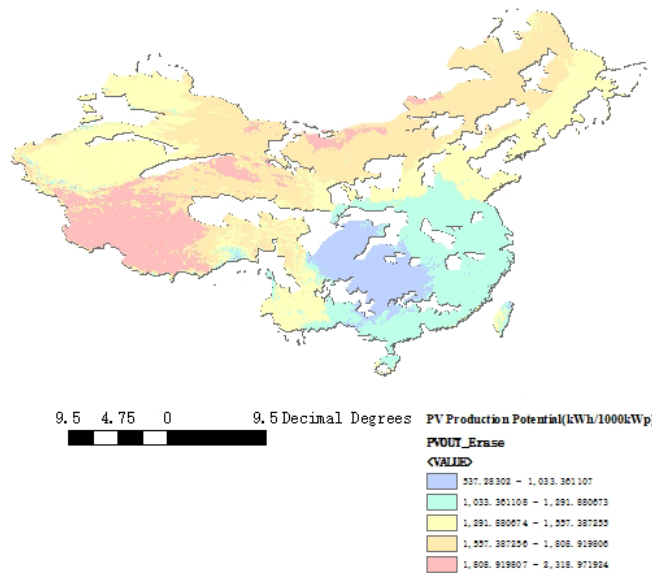 9.5 4.75 0 9.5 Decimal Degrees
PV Production Potential(kWh/1000kWp)
PVOUT_Erase
<VALUE>
537.28302 - 1,033.361107
1,033.361108 - 1,291.880673
1,291.880674 - 1,557.387255
1,557.387256 - 1,808.919806
1,808.919807 - 2,318.971924